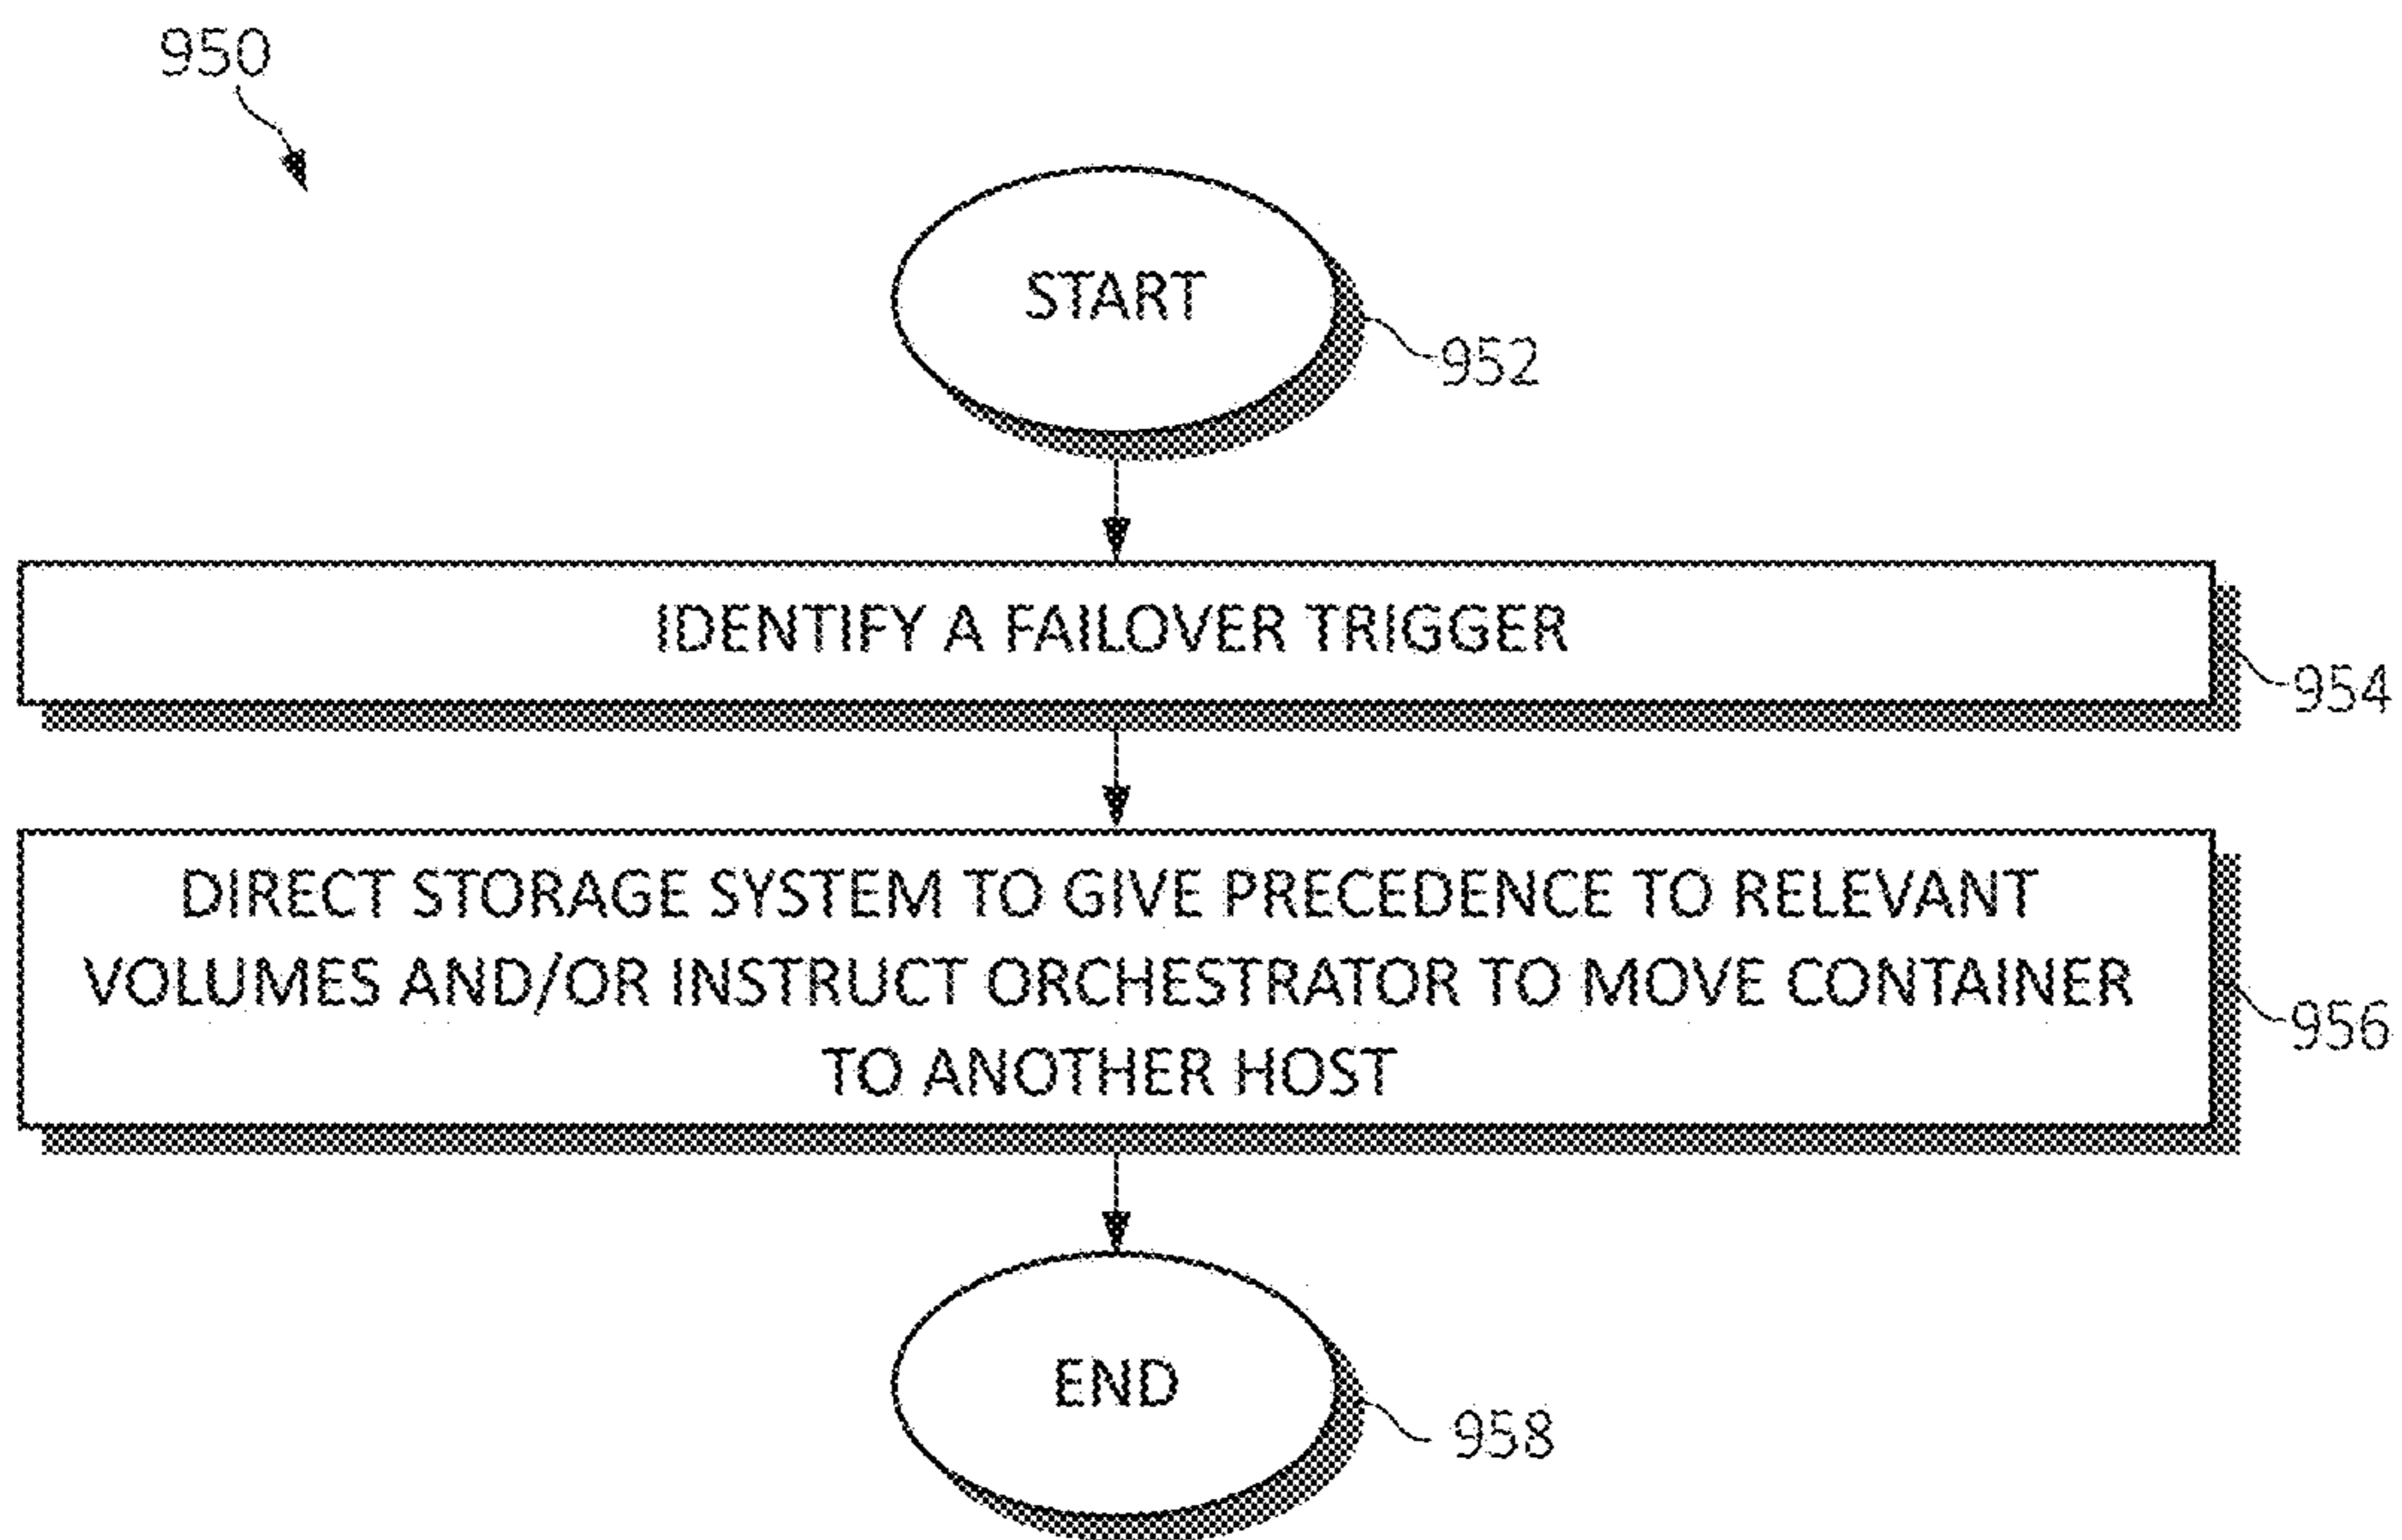 950
START
952
IDENTIFY A FAILOVER TRIGGER
954
DIRECT STORAGE SYSTEM TO GIVE PRECEDENCE TO RELEVANT
VOLUMES AND/OR INSTRUCT ORCHESTRATOR TO MOVE CONTAINER
TO ANOTHER HOST
956
END
958